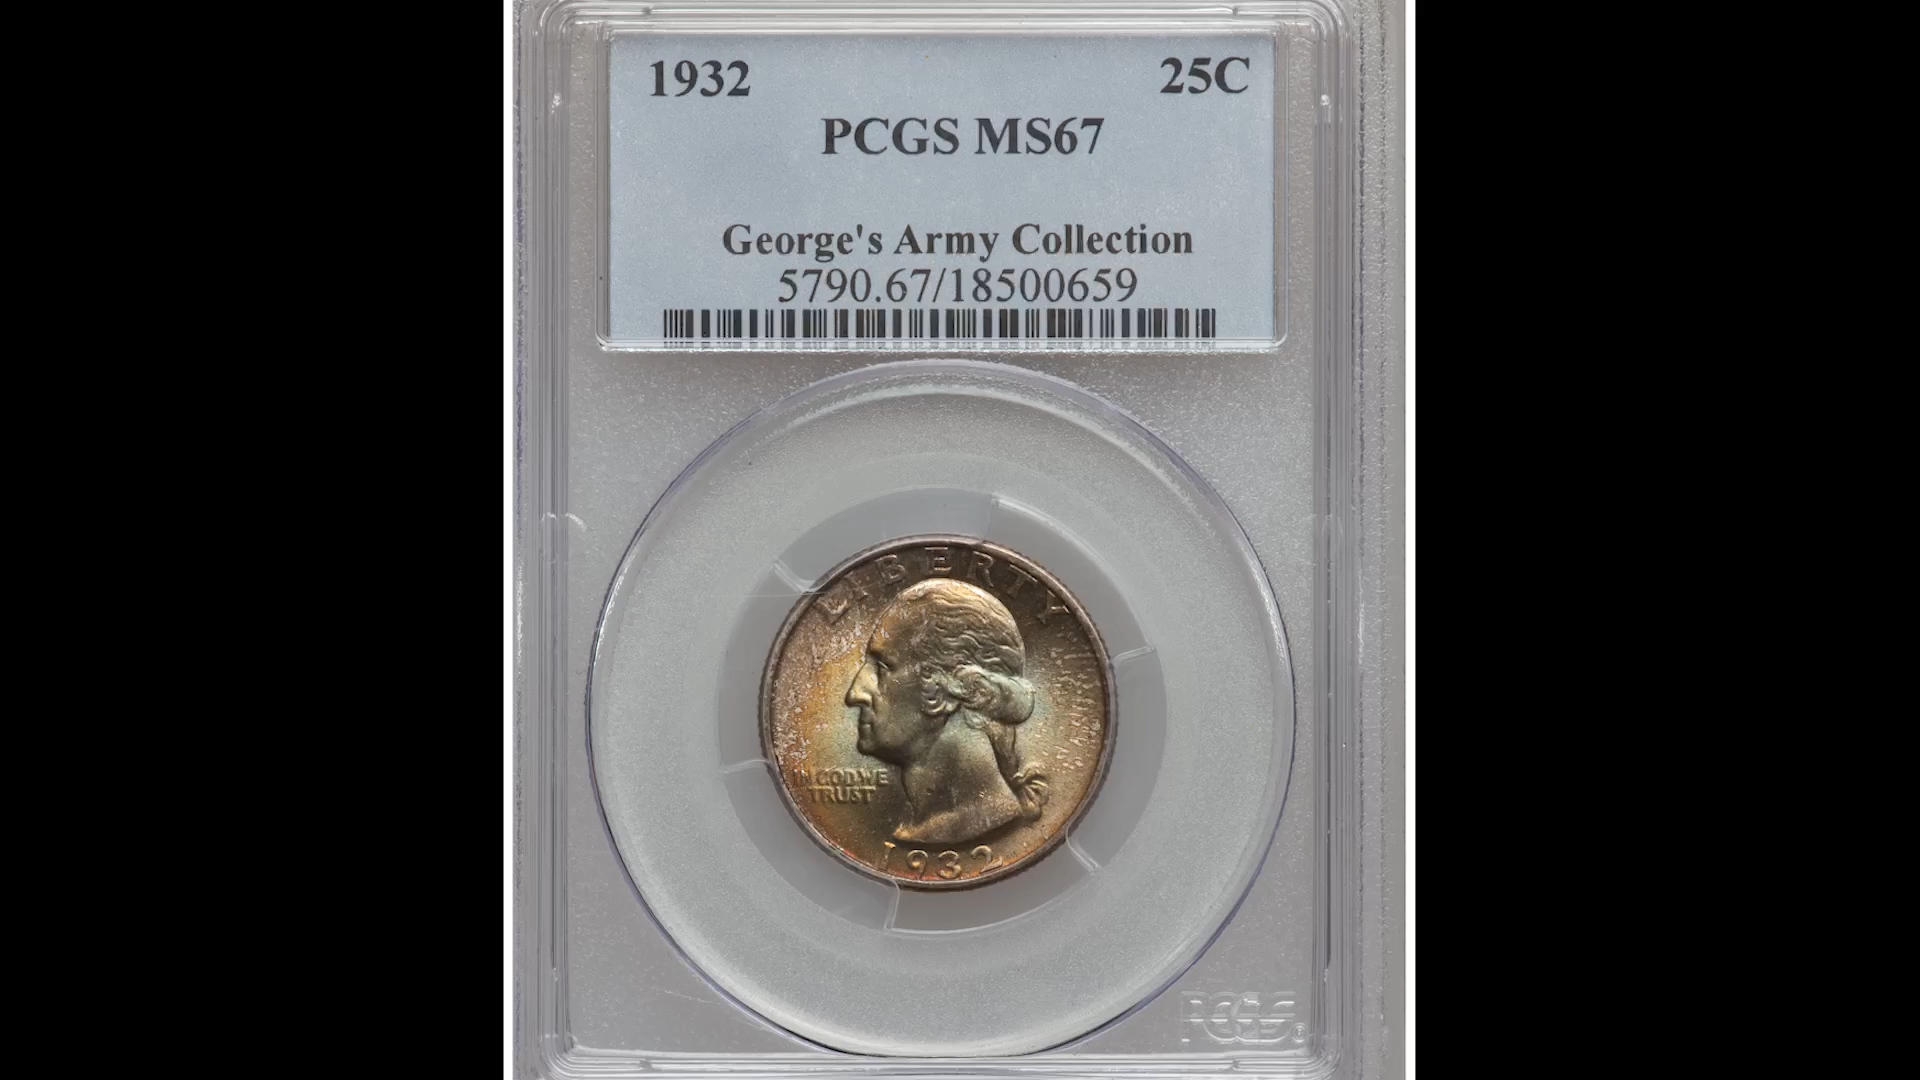 1932 25C
PCGS MS67
George's Army Collection
5790.67/18500659
LIBERTY
IN GOD WE
TRUST
1932
PCGS